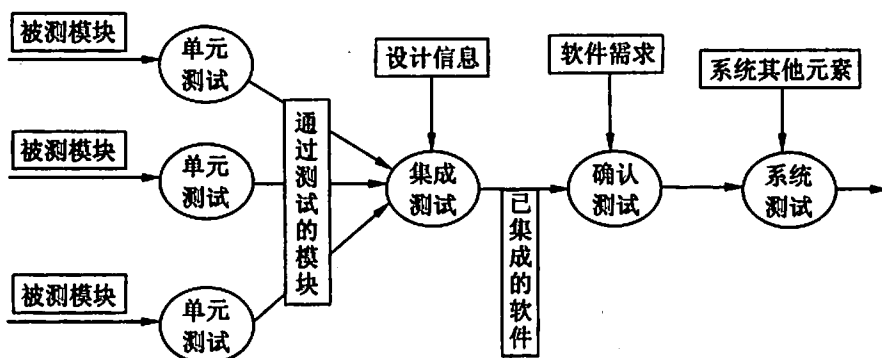 被测模块
单元
测试
设计信息
软件需求
系统其他元素
被测模块
单元
测试
通过测试的模块
集成
测试
已集成的软件
确认
测试
系统
测试
被测模块
单元
测试